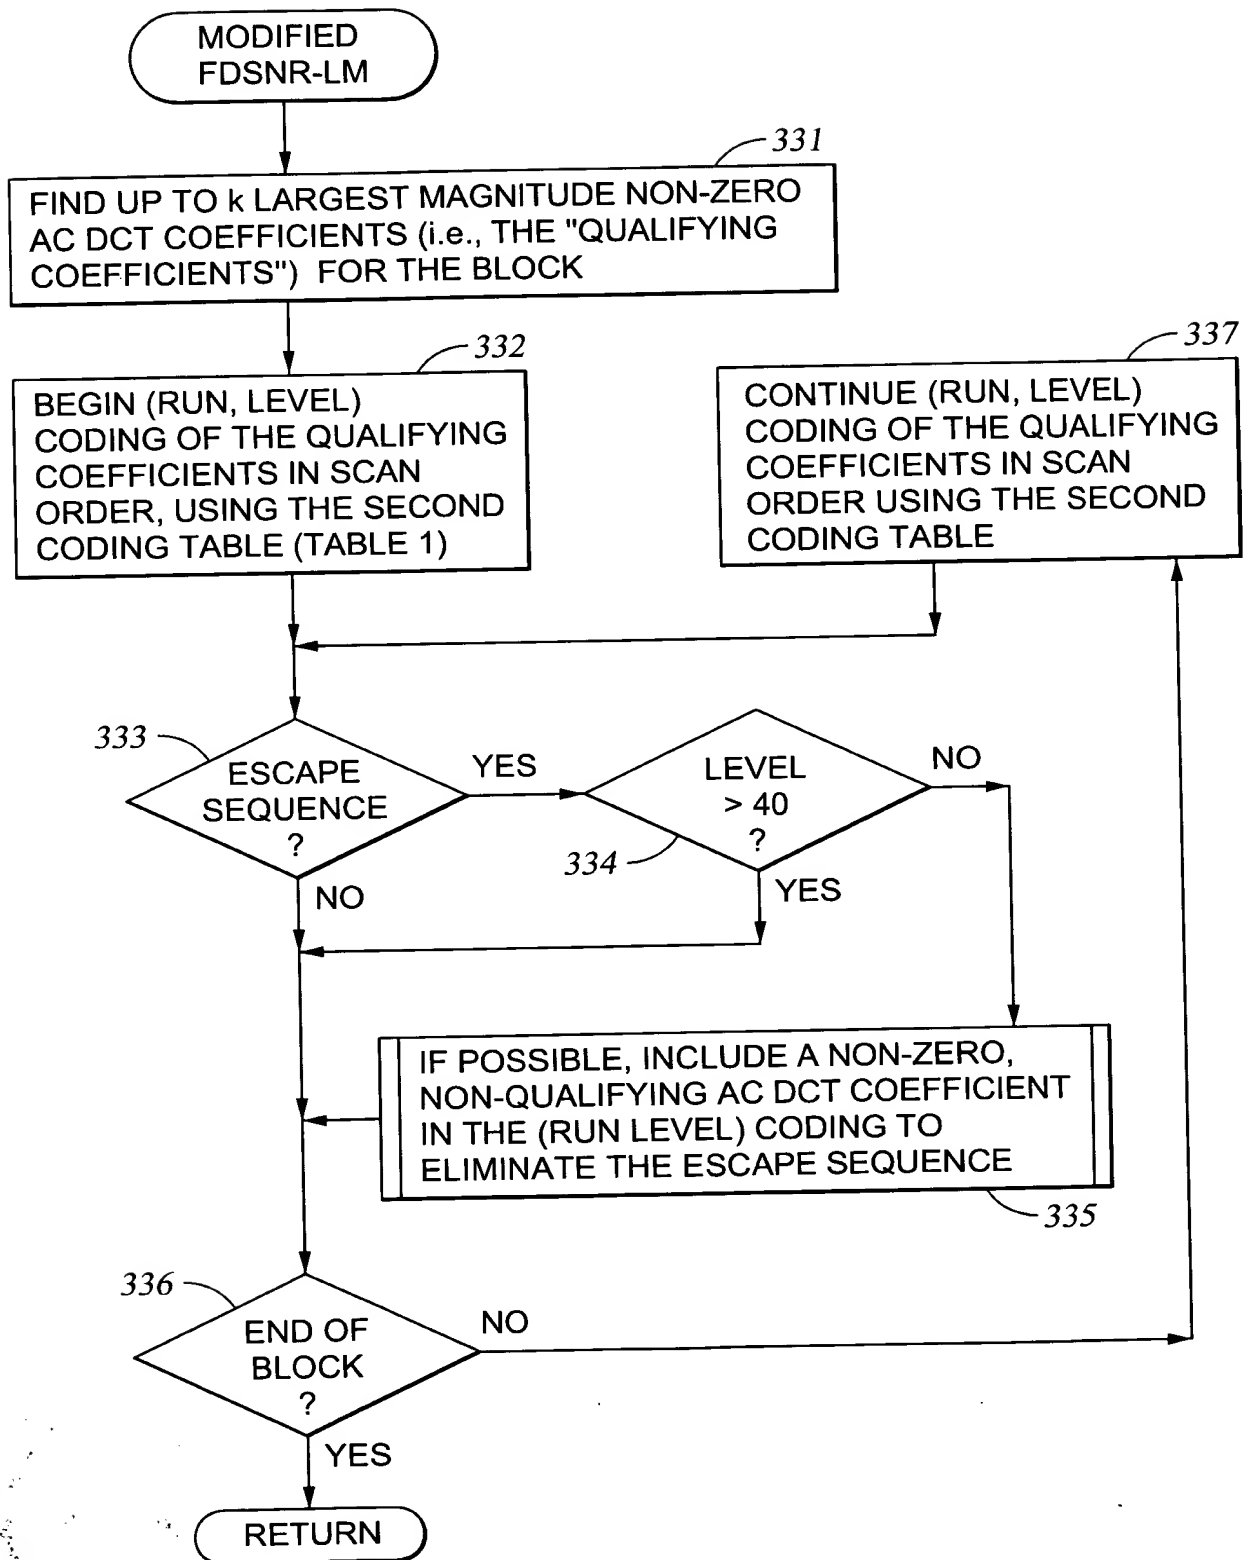 MODIFIED
FDSNR-LM
331
FIND UP TO k LARGEST MAGNITUDE NON-ZERO
AC DCT COEFFICIENTS (i.e., THE "QUALIFYING
COEFFICIENTS") FOR THE BLOCK
332
BEGIN (RUN, LEVEL)
CODING OF THE QUALIFYING
COEFFICIENTS IN SCAN
ORDER, USING THE SECOND
CODING TABLE (TABLE 1)
337
CONTINUE (RUN, LEVEL)
CODING OF THE QUALIFYING
COEFFICIENTS IN SCAN
ORDER USING THE SECOND
CODING TABLE
333
ESCAPE
SEQUENCE
?
YES
NO
334
LEVEL
> 40
?
NO
YES
IF POSSIBLE, INCLUDE A NON-ZERO,
NON-QUALIFYING AC DCT COEFFICIENT
IN THE (RUN LEVEL) CODING TO
ELIMINATE THE ESCAPE SEQUENCE
335
336
END OF
BLOCK
?
NO
YES
RETURN